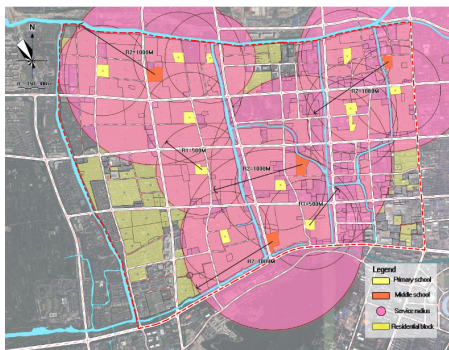 N
R2=1000M
R2=1000M
R1=500M
R2=1000M
R1=500M
R2=1000M
Legend
Primary school
Middle school
Service radius
Residential block